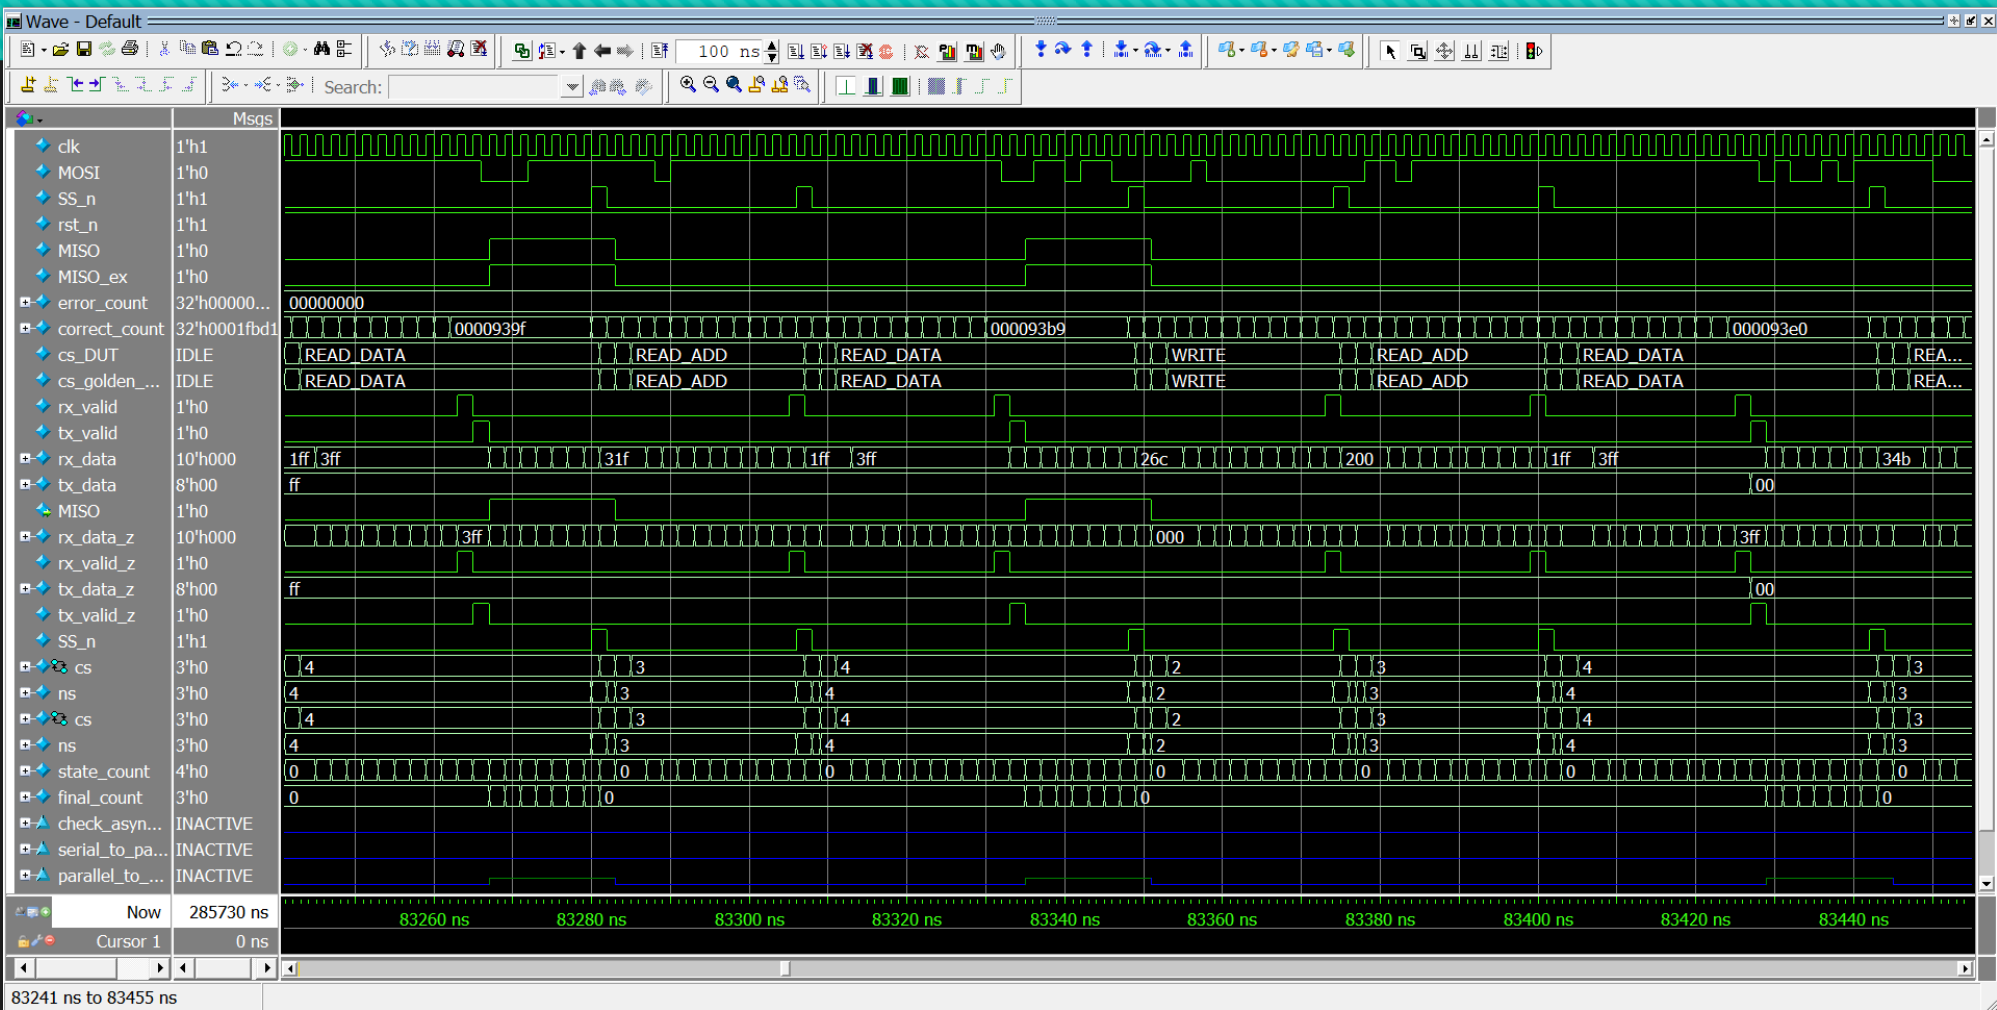 Wave - Default
100 ns
Search:
Msgs
clk 1'h1
MOSI 1'h0
SS_n 1'h1
rst_n 1'h1
MISO 1'h0
MISO_ex 1'h0
error_count 32'h00000... 00000000
correct_count 32'h0001fbd1 0000939f 000093b9 000093e0
cs_DUT IDLE READ_DATA READ_ADD READ_DATA WRITE READ_ADD READ_DATA REA...
cs_golden_... IDLE READ_DATA READ_ADD READ_DATA WRITE READ_ADD READ_DATA REA...
rx_valid 1'h0
tx_valid 1'h0
rx_data 10'h000 1ff 3ff 31f 1ff 3ff 26c 200 1ff 3ff 34b
tx_data 8'h00 ff 00
MISO 1'h0
rx_data_z 10'h000 3ff 000 3ff
rx_valid_z 1'h0
tx_data_z 8'h00 ff 00
tx_valid_z 1'h0
SS_n 1'h1
cs 3'h0 4 3 4 2 3 4 3
ns 3'h0 4 3 4 2 3 4 3
cs 3'h0 4 3 4 2 3 4 3
ns 3'h0 4 3 4 2 3 4 3
state_count 4'h0 0 0 0 0 0 0 0
final_count 3'h0 0 0 0 0
check_asyn... INACTIVE
serial_to_pa... INACTIVE
parallel_to_... INACTIVE
Now 285730 ns 83260 ns 83280 ns 83300 ns 83320 ns 83340 ns 83360 ns 83380 ns 83400 ns 83420 ns 83440 ns
Cursor 1 0 ns
83241 ns to 83455 ns